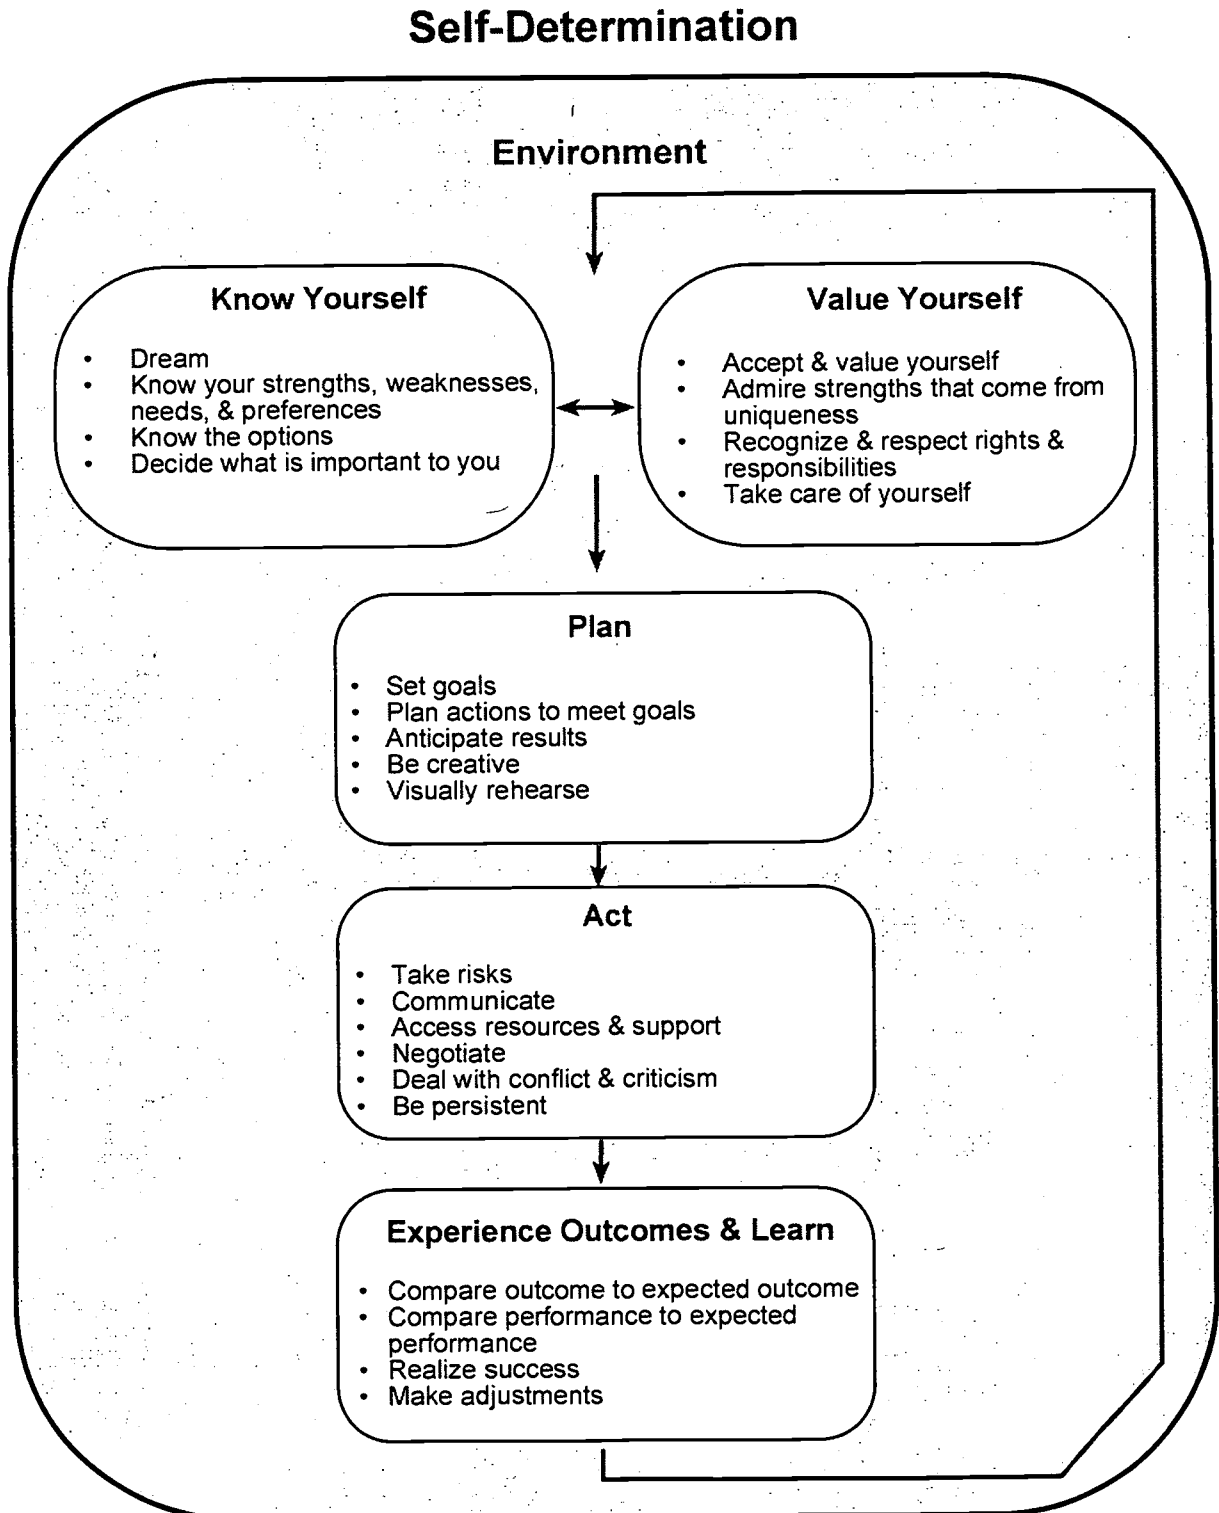 Self-Determination
Environment
Know Yourself
• Dream
• Know your strengths, weaknesses,
needs, & preferences
• Know the options
• Decide what is important to you
Value Yourself
• Accept & value yourself
• Admire strengths that come from
uniqueness
• Recognize & respect rights &
responsibilities
• Take care of yourself
Plan
• Set goals
• Plan actions to meet goals
• Anticipate results
• Be creative
• Visually rehearse
Act
• Take risks
• Communicate
• Access resources & support
• Negotiate
• Deal with conflict & criticism
• Be persistent
Experience Outcomes & Learn
• Compare outcome to expected outcome
• Compare performance to expected
performance
• Realize success
• Make adjustments